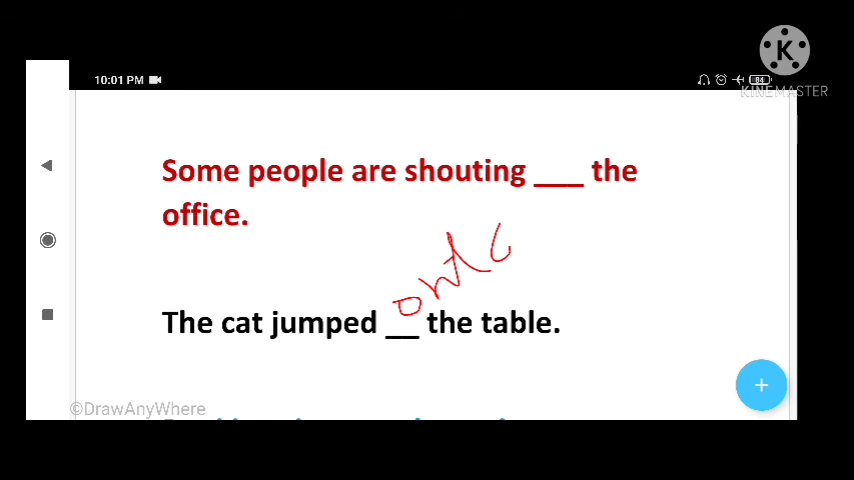 10:01 PM
84
KINEMASTER
Some people are shouting ___ the
office.
onto
The cat jumped __ the table.
©DrawAnyWhere